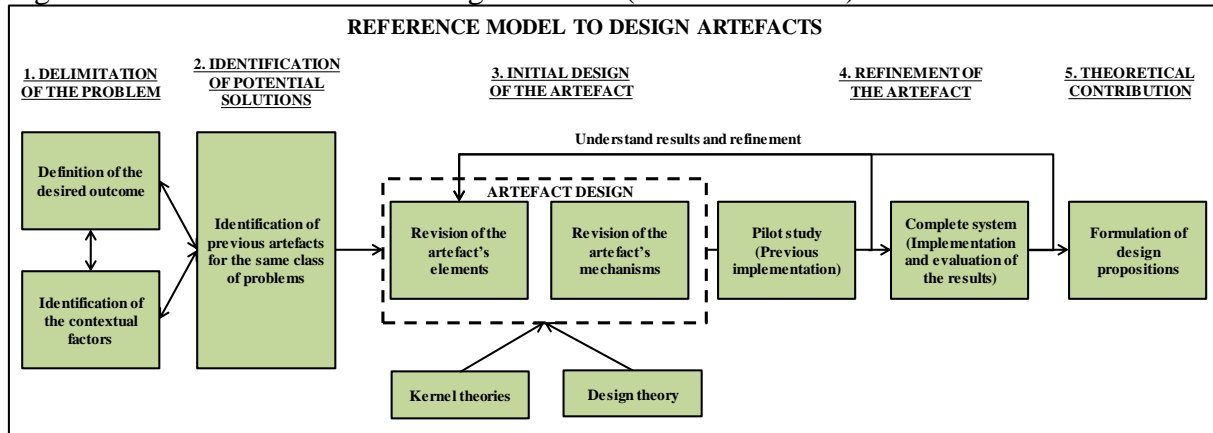 REFERENCE MODEL TO DESIGN ARTEFACTS
1. DELIMITATION
OF THE PROBLEM
2. IDENTIFICATION
OF POTENTIAL
SOLUTIONS
3. INITIAL DESIGN
OF THE ARTEFACT
4. REFINEMENT OF
THE ARTEFACT
5. THEORETICAL
CONTRIBUTION
Definition of the
desired outcome
Identification of
the contextual
factors
Identification of
previous artefacts
for the same class
of problems
Understand results and refinement
ARTEFACT DESIGN
Revision of the
artefact's
elements
Revision of the
artefact's
mechanisms
Kernel theories
Design theory
Pilot study
(Previous
implementation)
Complete system
(Implementation
and evaluation of
the results)
Formulation of
design
propositions